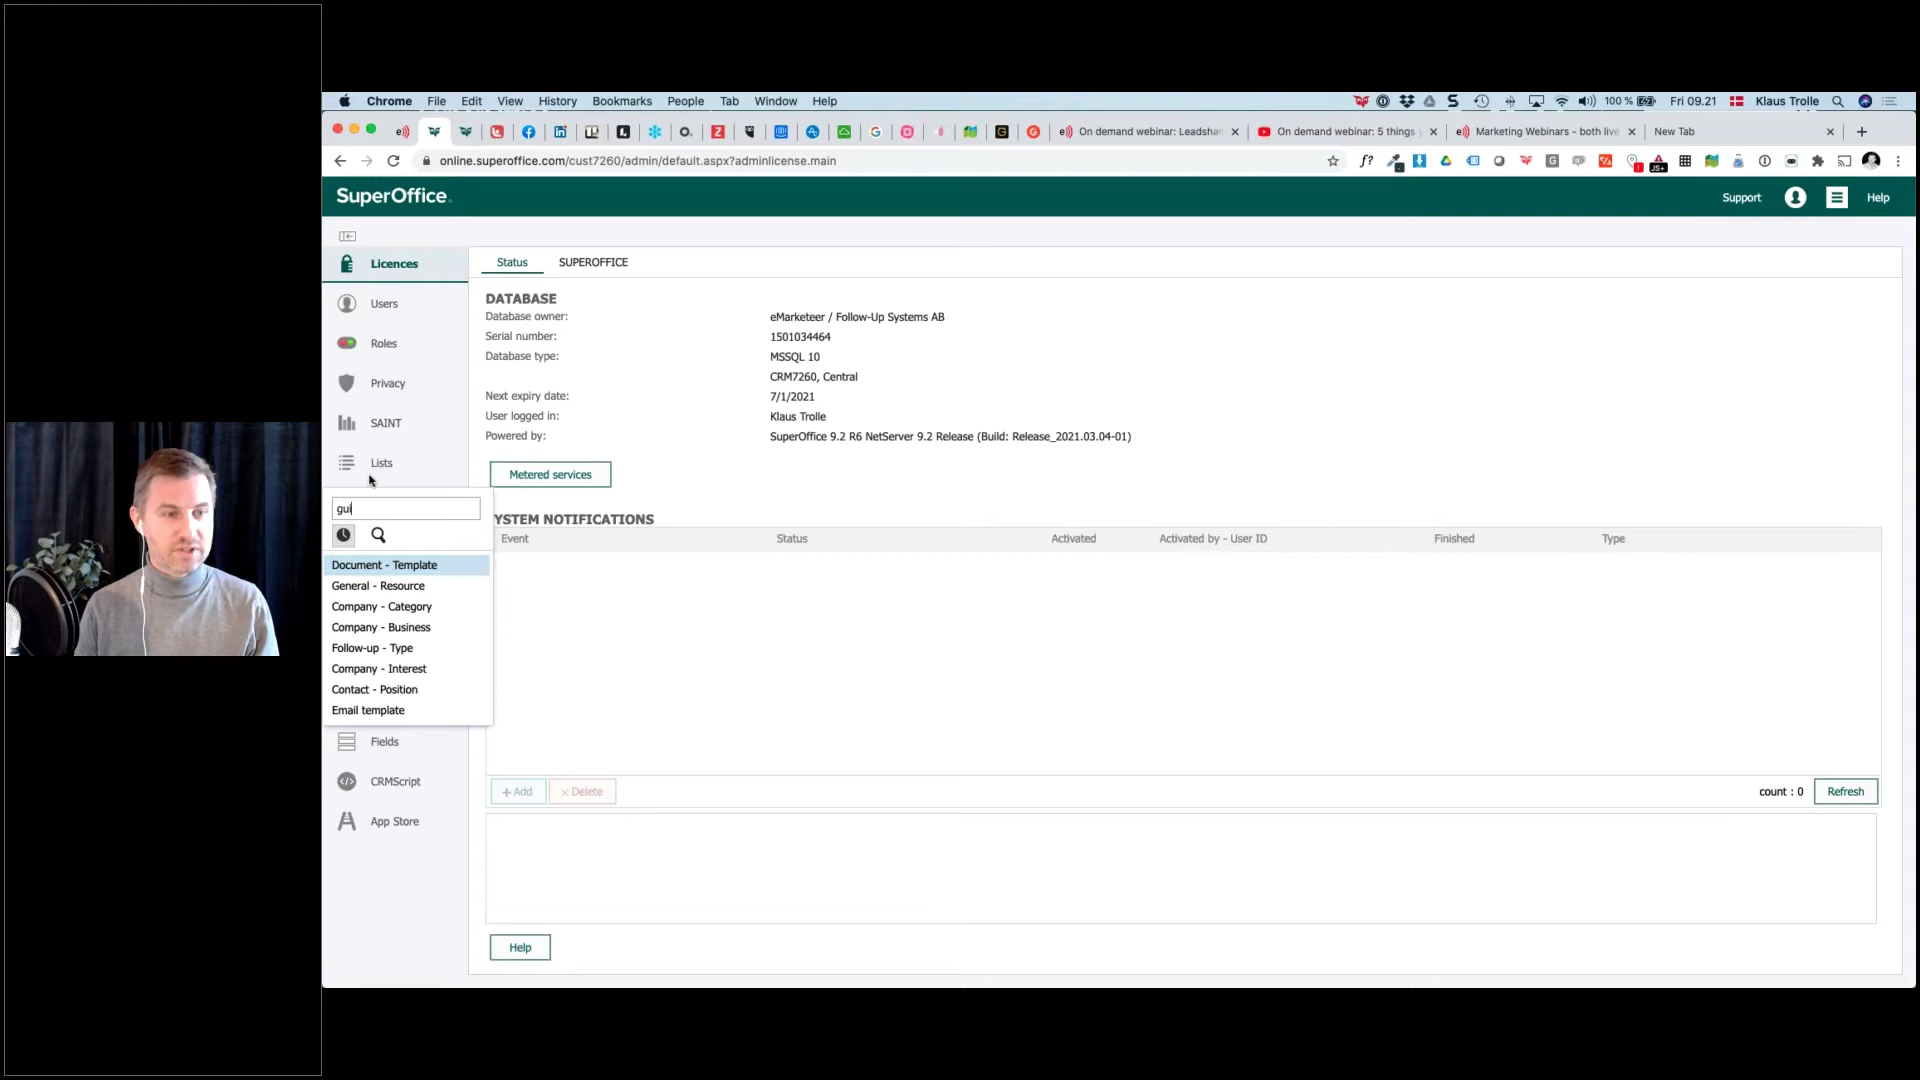 Chrome File Edit View History Bookmarks People Tab Window Help
100 % Fri 09.21 Klaus Trolle
On demand webinar: Leadshar
On demand webinar: 5 things
Marketing Webinars - both live
New Tab
online.superoffice.com/cust7260/admin/default.aspx?adminlicense.main
SuperOffice.
Support
Help
Licences
Users
Roles
Privacy
SAINT
Lists
gui
Document - Template
General - Resource
Company - Category
Company - Business
Follow-up - Type
Company - Interest
Contact - Position
Email template
Fields
CRMScript
App Store
Status SUPEROFFICE
DATABASE
Database owner: eMarketeer / Follow-Up Systems AB
Serial number: 1501034464
Database type: MSSQL 10
CRM7260, Central
Next expiry date: 7/1/2021
User logged in: Klaus Trolle
Powered by: SuperOffice 9.2 R6 NetServer 9.2 Release (Build: Release_2021.03.04-01)
Metered services
YSTEM NOTIFICATIONS
Event Status Activated Activated by - User ID Finished Type
+ Add
x Delete
count : 0
Refresh
Help